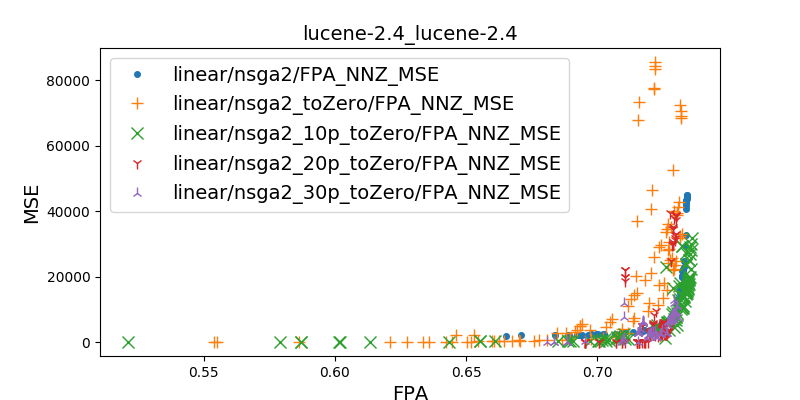 lucene-2.4_lucene-2.4
linear/nsga2/FPA_NNZ_MSE
linear/nsga2_toZero/FPA_NNZ_MSE
linear/nsga2_10p_toZero/FPA_NNZ_MSE
linear/nsga2_20p_toZero/FPA_NNZ_MSE
linear/nsga2_30p_toZero/FPA_NNZ_MSE
MSE
80000
60000
40000
20000
0
0.55 0.60 0.65 0.70
FPA